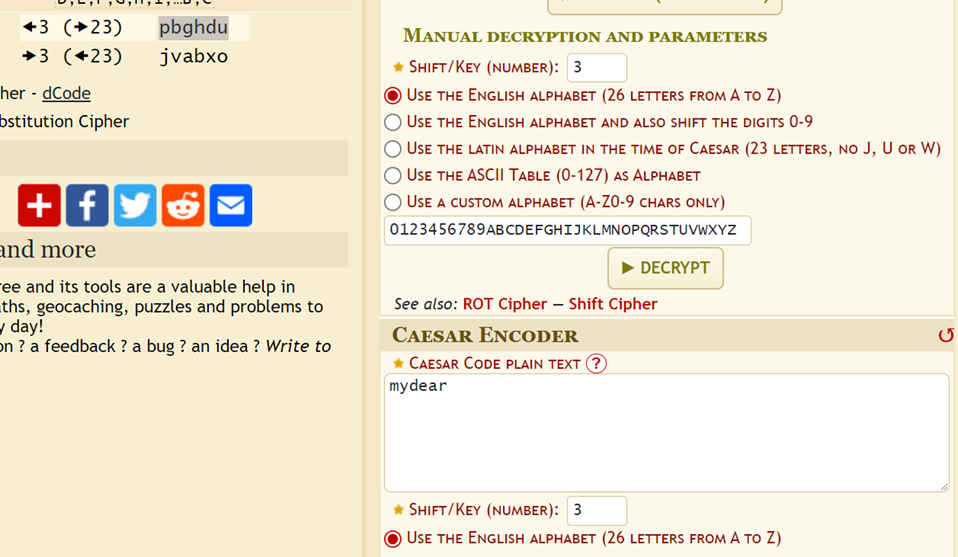 D,E,F,G,H,I,…B,C
🡸3 (🡺23) pbghdu
🡺3 (🡸23) jvabxo
her - dCode
bstitution Cipher
and more
ree and its tools are a valuable help in
aths, geocaching, puzzles and problems to
y day!
on ? a feedback ? a bug ? an idea ? Write to
Manual decryption and parameters
★ Shift/Key (number): 3
Use the English alphabet (26 letters from A to Z)
Use the English alphabet and also shift the digits 0-9
Use the latin alphabet in the time of Caesar (23 letters, no J, U or W)
Use the ASCII Table (0-127) as Alphabet
Use a custom alphabet (A-Z0-9 chars only)
0123456789ABCDEFGHIJKLMNOPQRSTUVWXYZ
▶ DECRYPT
See also: ROT Cipher — Shift Cipher
Caesar Encoder
★ Caesar Code plain text ?
mydear
★ Shift/Key (number): 3
Use the English alphabet (26 letters from A to Z)